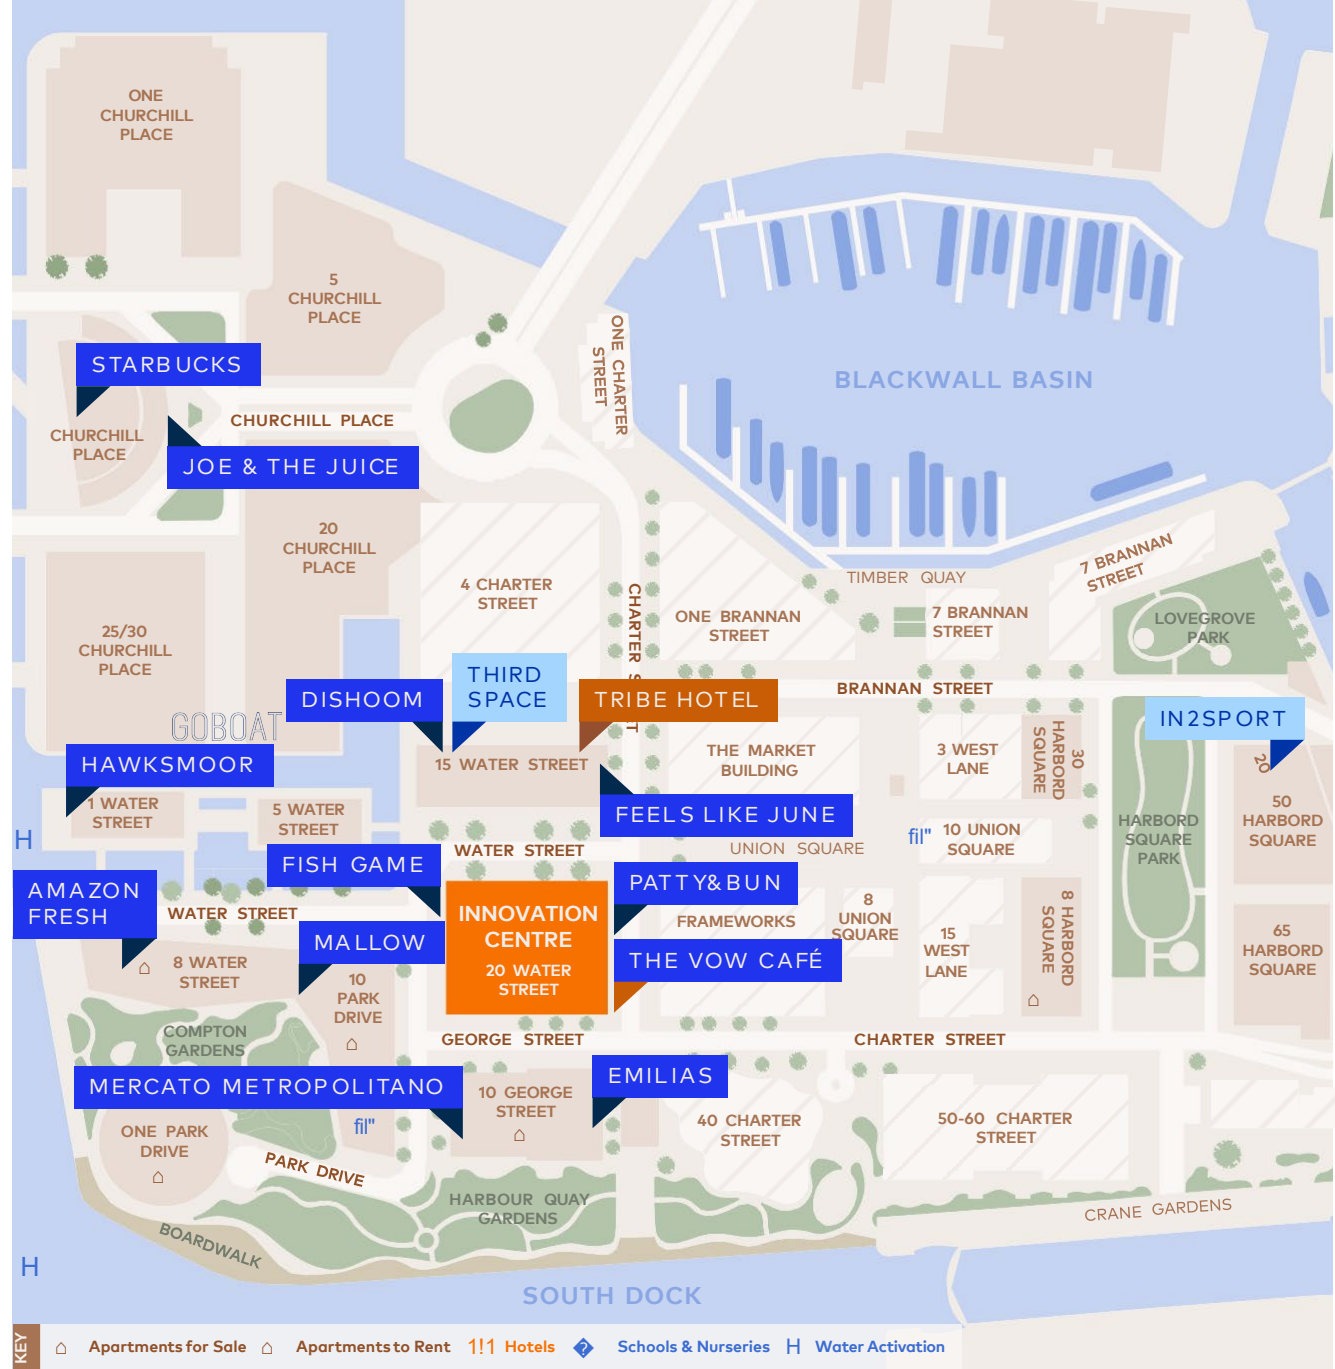 ONE
CHURCHILL
PLACE
5
CHURCHILL
PLACE
ONE CHARTER
STREET
STARBUCKS
BLACKWALL BASIN
CHURCHILL PLACE
CHURCHILL
PLACE
JOE & THE JUICE
20
CHURCHILL
PLACE
4 CHARTER
STREET
7 BRANNAN
STREET
TIMBER QUAY
CHARTER S
ET
ONE BRANNAN
STREET
7 BRANNAN
STREET
LOVEGROVE
PARK
25/30
CHURCHILL
PLACE
THIRD
SPACE
DISHOOM
TRIBE HOTEL
BRANNAN STREET
IN2SPORT
GOBOAT
HAWKSMOOR
15 WATER STREET
THE MARKET
BUILDING
3 WEST
LANE
30
HARBORD
SQUARE
20
1 WATER
STREET
5 WATER
STREET
FEELS LIKE JUNE
50
HARBORD
SQUARE
HARBORD
SQUARE
PARK
H
WATER STREET
UNION SQUARE
fil"
10 UNION
SQUARE
FISH GAME
PATTY&BUN
AMAZON
FRESH
WATER STREET
INNOVATION
CENTRE
20 WATER
STREET
FRAMEWORKS
8
UNION
SQUARE
15
WEST
LANE
8 HARBORD
SQUARE
65
HARBORD
SQUARE
MALLOW
THE VOW CAFÉ
8 WATER
STREET
10
PARK
DRIVE
COMPTON
GARDENS
GEORGE STREET
CHARTER STREET
MERCATO METROPOLITANO
EMILIAS
10 GEORGE
STREET
40 CHARTER
STREET
50-60 CHARTER
STREET
ONE PARK
DRIVE
fil"
PARK DRIVE
HARBOUR QUAY
GARDENS
CRANE GARDENS
BOARDWALK
H
SOUTH DOCK
KEY
Apartments for Sale
Apartments to Rent
1!1 Hotels
? Schools & Nurseries
H Water Activation